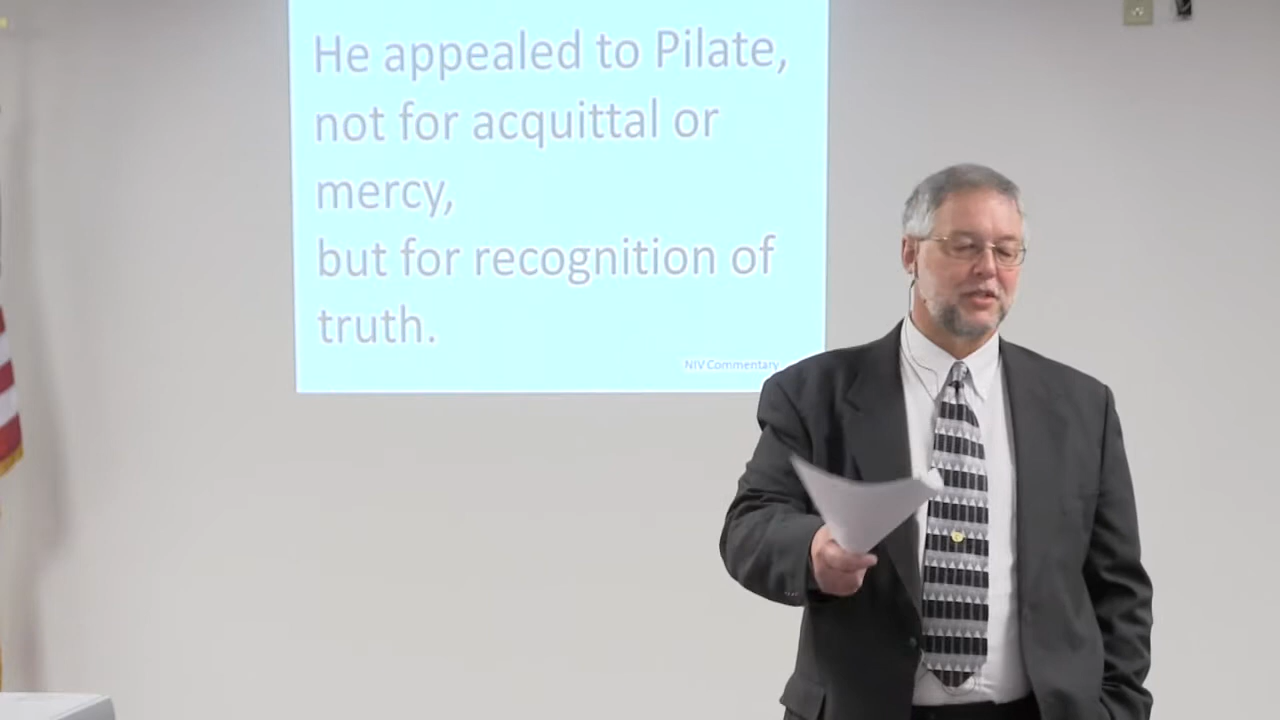 He appealed to Pilate,
not for acquittal or
mercy,
but for recognition of
truth.
NIV Commentary